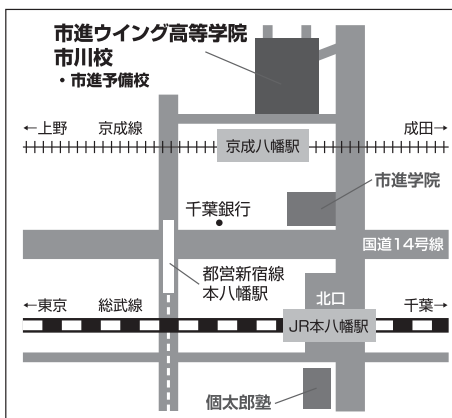 市進ウイング高等学院
市川校
・市進予備校
←上野 京成線 成田→
京成八幡駅
市進学院
千葉銀行
国道14号線
都営新宿線
本八幡駅
北口
←東京 総武線 千葉→
JR本八幡駅
個太郎塾